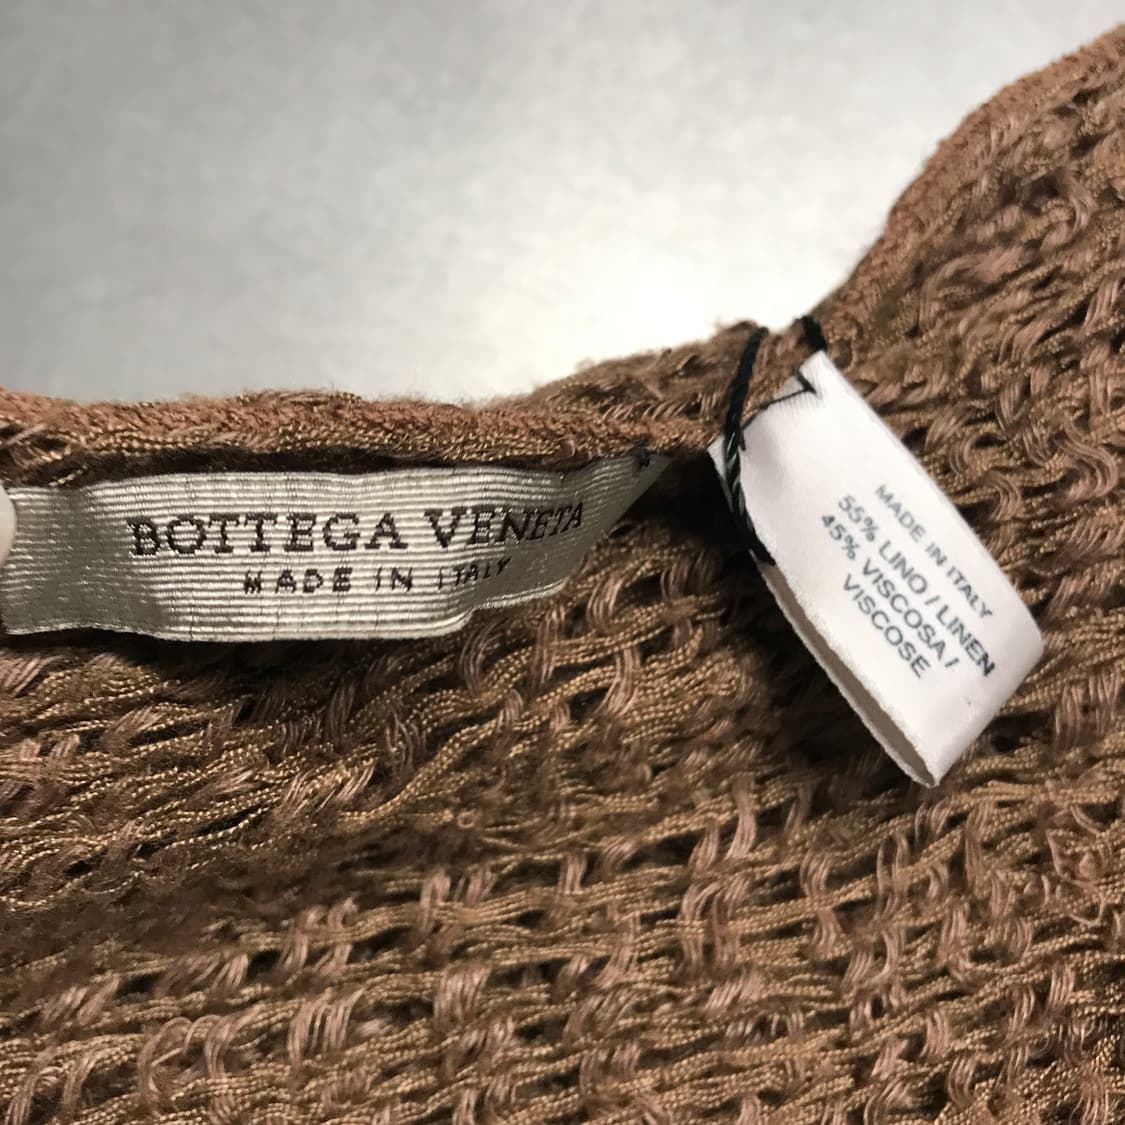 BOTTEGA VENETA
MADE IN ITALY
MADE IN ITALY
55% LINO / LINEN
45% VISCOSA /
VISCOSE